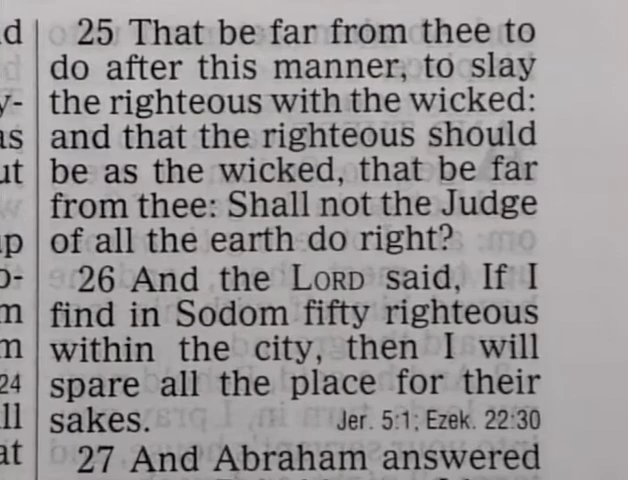 25 That be far from thee to
do after this manner, to slay
the righteous with the wicked:
and that the righteous should
be as the wicked, that be far
from thee: Shall not the Judge
of all the earth do right?
26 And the LORD said, If I
find in Sodom fifty righteous
within the city, then I will
spare all the place for their
sakes. Jer. 5:1; Ezek. 22:30
27 And Abraham answered